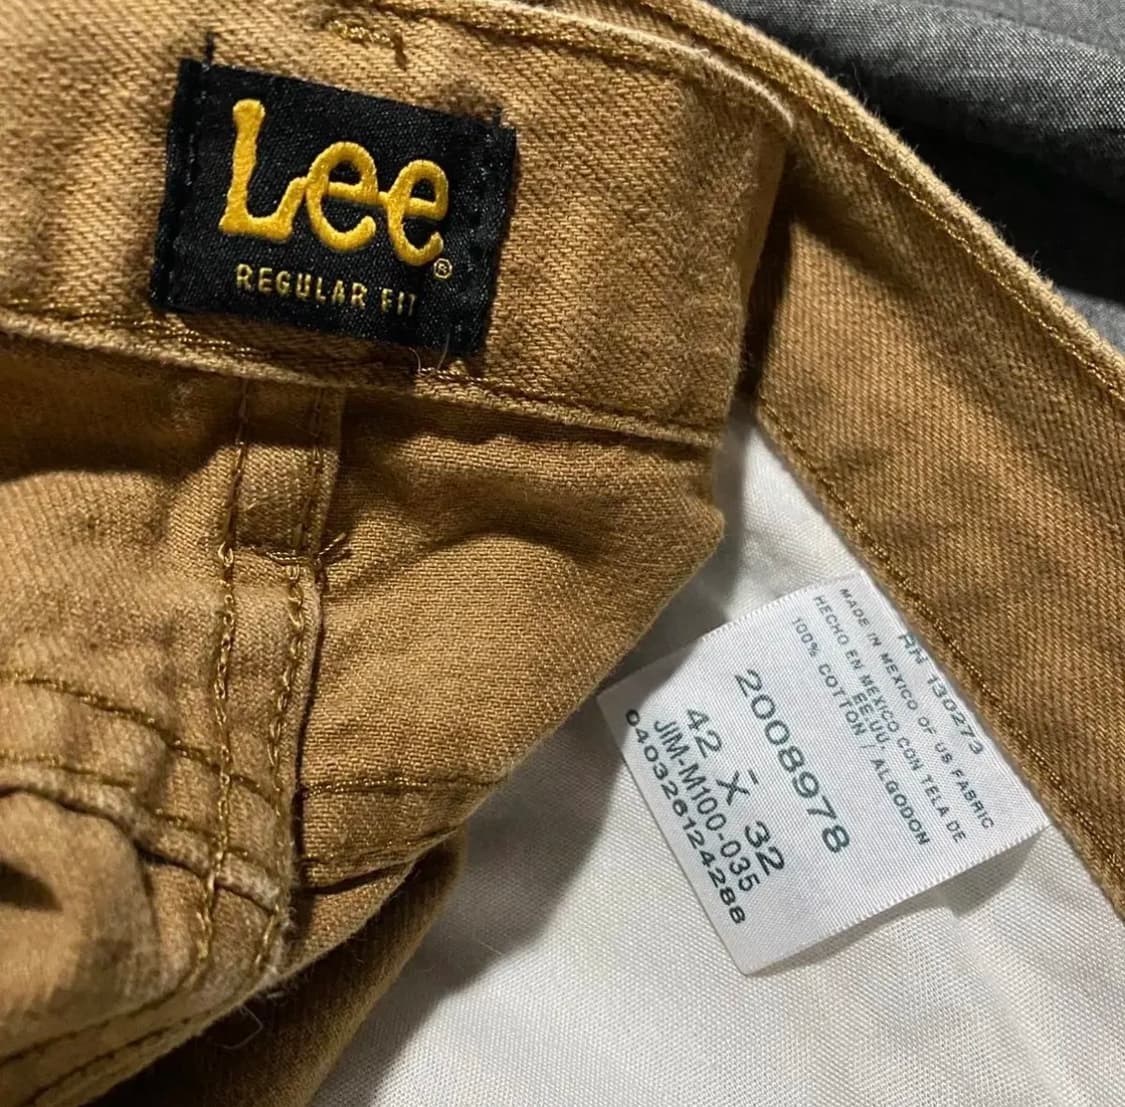 Lee®
REGULAR FIT
RN 130273
MADE IN MEXICO OF US FABRIC
HECHO EN MEXICO CON TELA DE
EE.UU.
100% COTTON / ALGODON
2008978
42 X 32
JIM-M100-035
040326124288